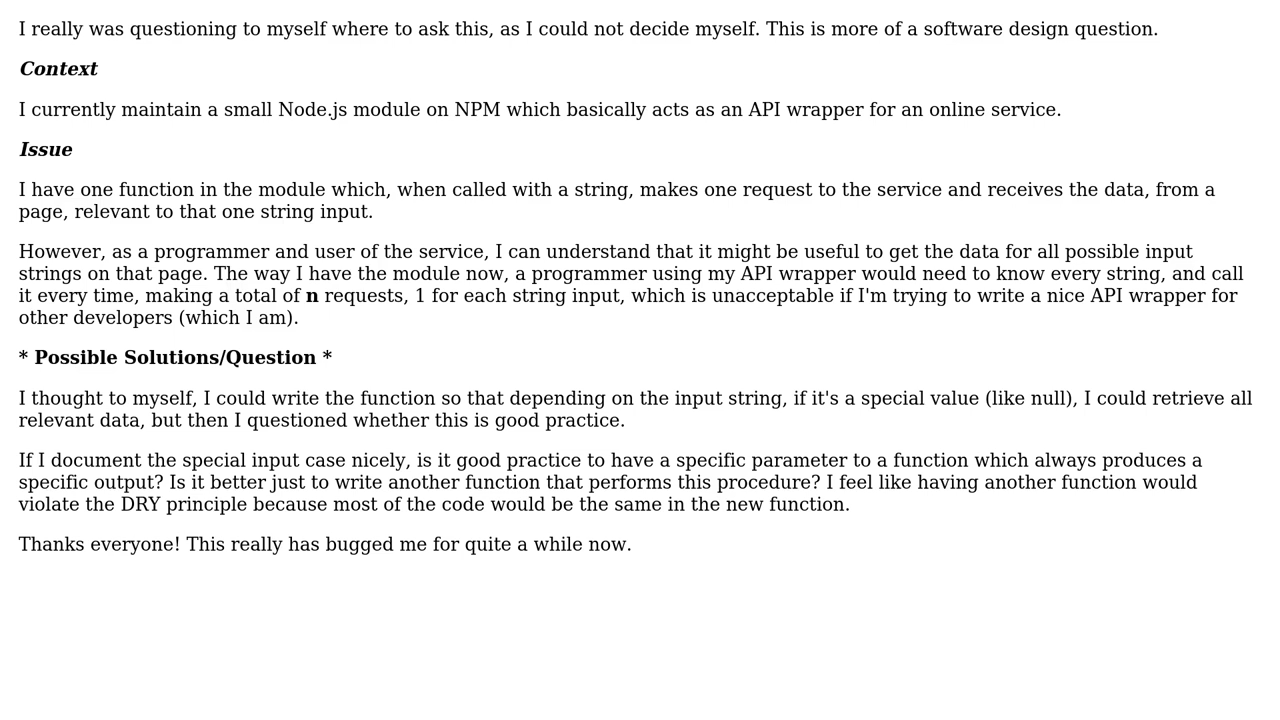 I really was questioning to myself where to ask this, as I could not decide myself. This is more of a software design question.
Context
I currently maintain a small Node.js module on NPM which basically acts as an API wrapper for an online service.
Issue
I have one function in the module which, when called with a string, makes one request to the service and receives the data, from a
page, relevant to that one string input.
However, as a programmer and user of the service, I can understand that it might be useful to get the data for all possible input
strings on that page. The way I have the module now, a programmer using my API wrapper would need to know every string, and call
it every time, making a total of n requests, 1 for each string input, which is unacceptable if I'm trying to write a nice API wrapper for
other developers (which I am).
* Possible Solutions/Question *
I thought to myself, I could write the function so that depending on the input string, if it's a special value (like null), I could retrieve all
relevant data, but then I questioned whether this is good practice.
If I document the special input case nicely, is it good practice to have a specific parameter to a function which always produces a
specific output? Is it better just to write another function that performs this procedure? I feel like having another function would
violate the DRY principle because most of the code would be the same in the new function.
Thanks everyone! This really has bugged me for quite a while now.